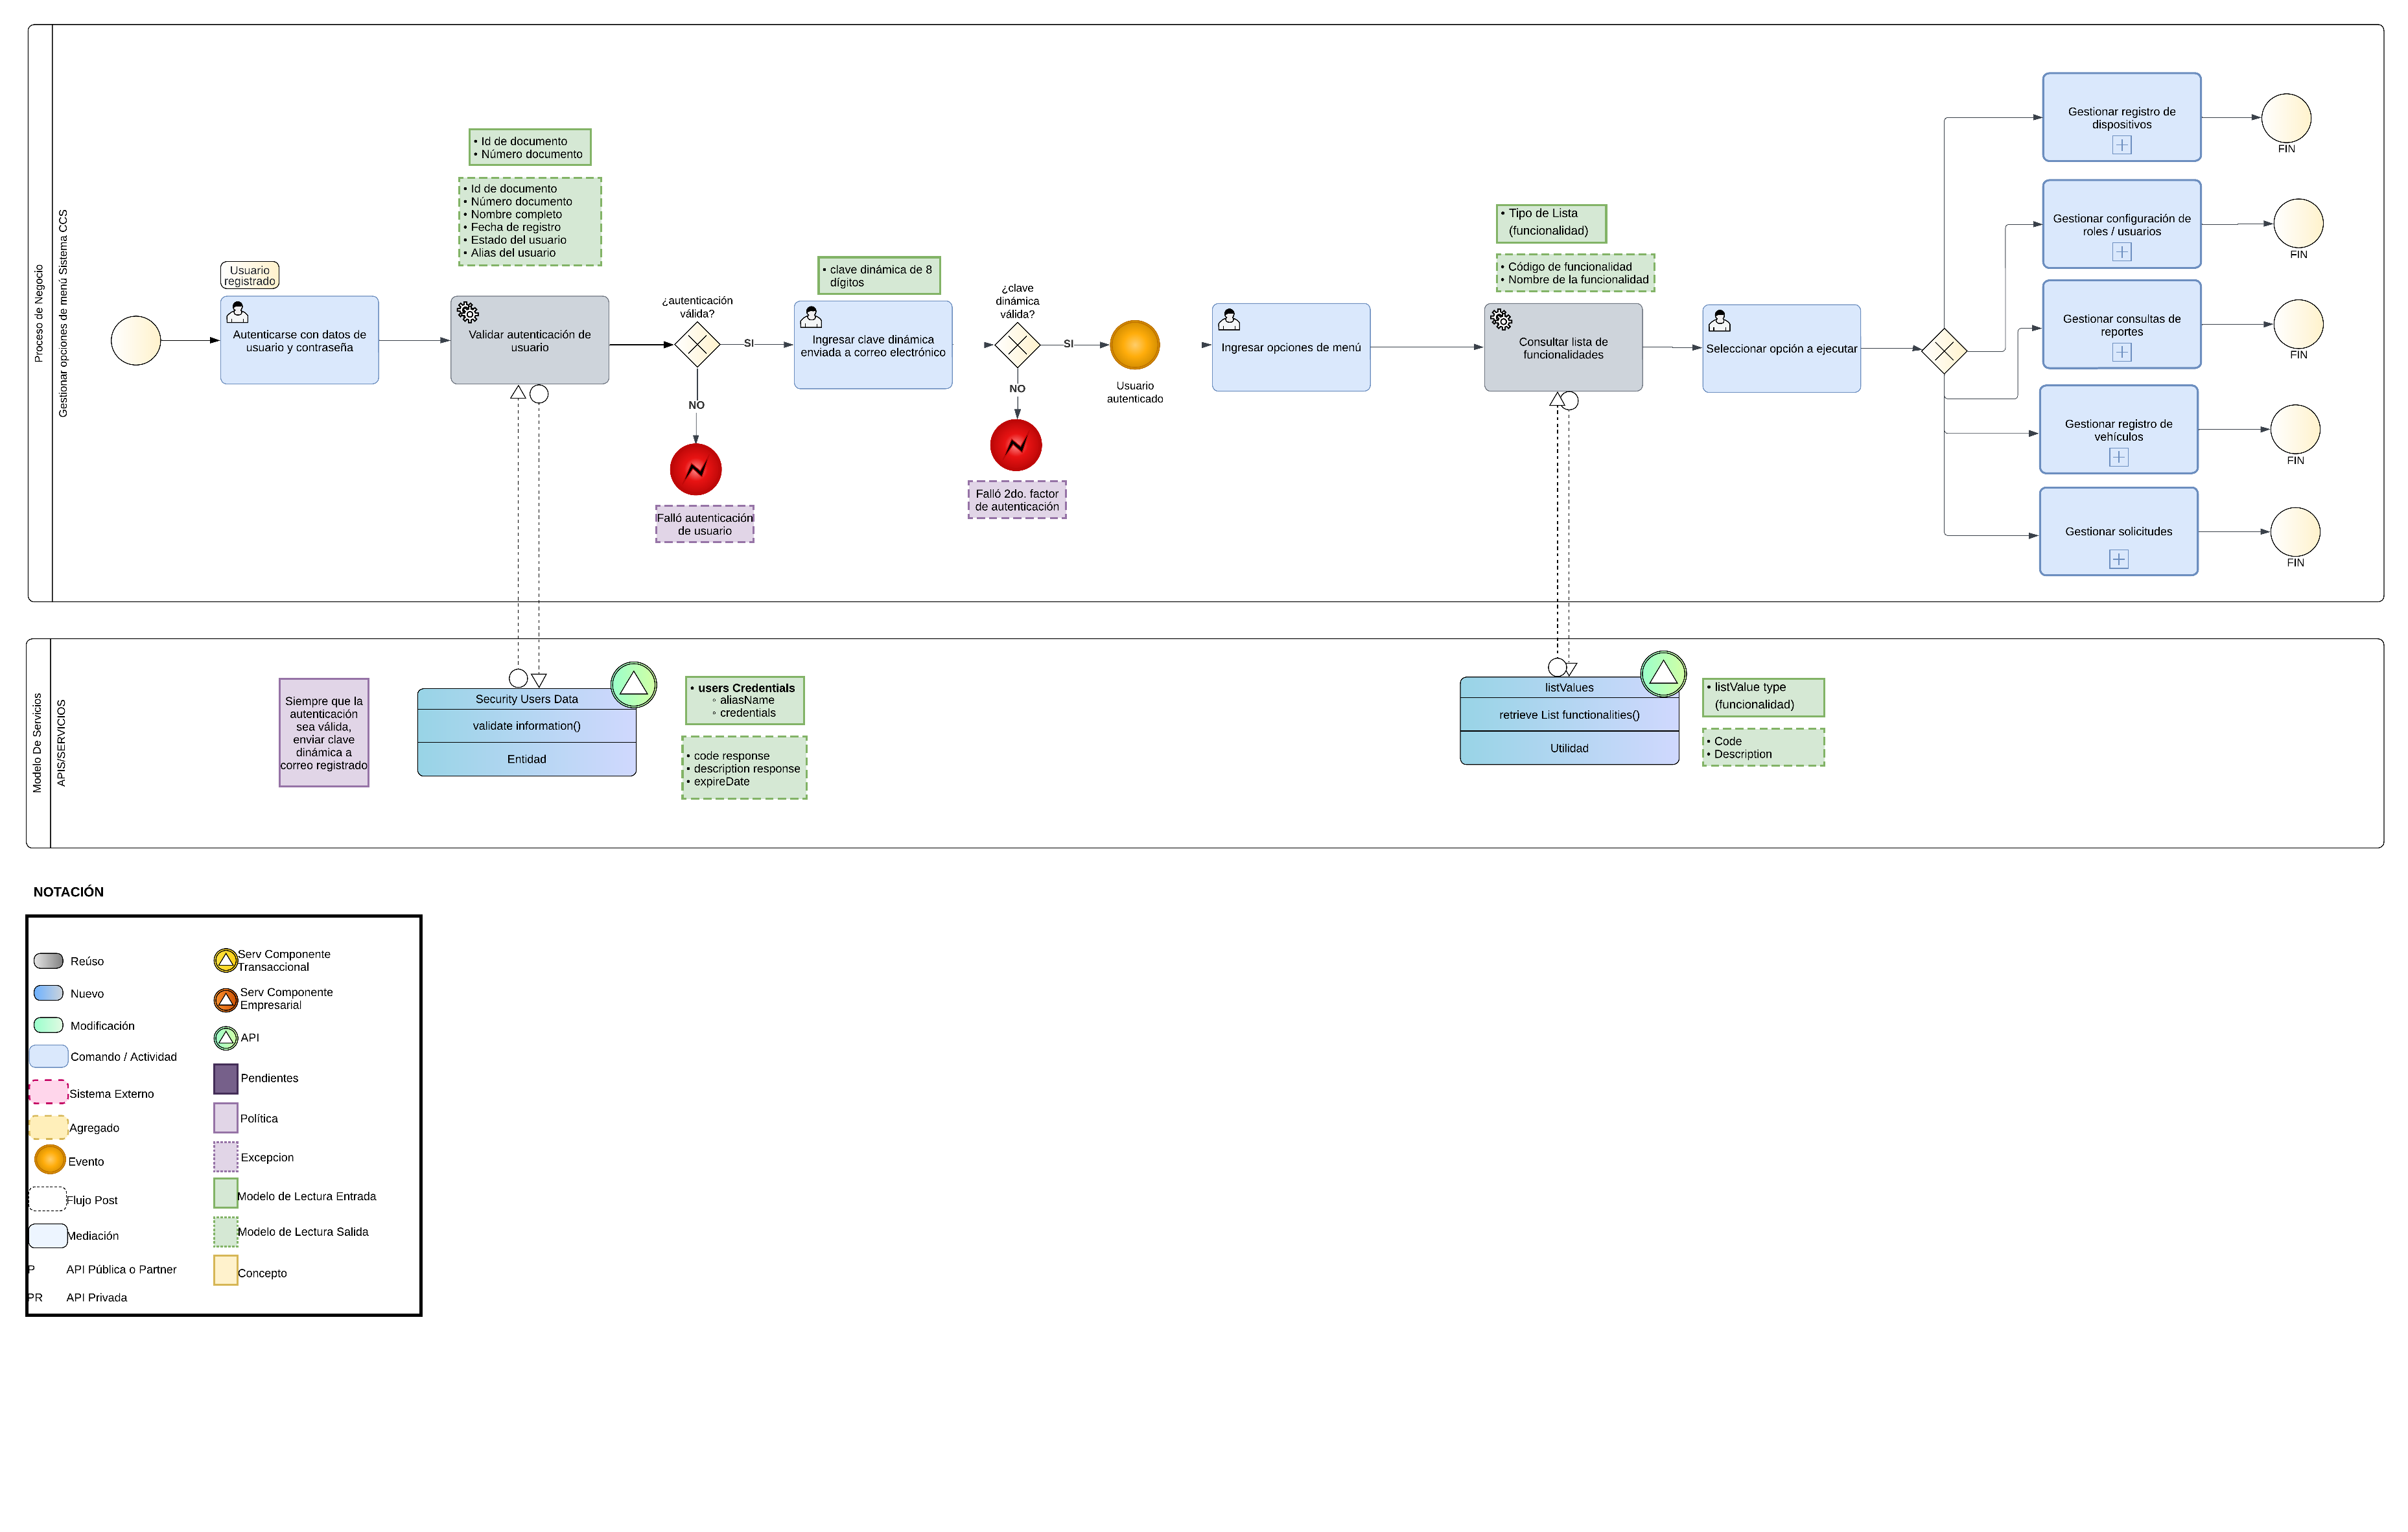 Proceso de Negocio
Gestionar opciones de menú Sistema CCS
Usuario
registrado
Autenticarse con datos de
usuario y contraseña
• Id de documento
• Número documento
• Id de documento
• Número documento
• Nombre completo
• Fecha de registro
• Estado del usuario
• Alias del usuario
Validar autenticación de
usuario
¿autenticación
válida?
SI
NO
Falló autenticación
de usuario
• clave dinámica de 8
dígitos
Ingresar clave dinámica
enviada a correo electrónico
¿clave
dinámica
válida?
SI
NO
Falló 2do. factor
de autenticación
Usuario
autenticado
Ingresar opciones de menú
• Tipo de Lista
(funcionalidad)
• Código de funcionalidad
• Nombre de la funcionalidad
Consultar lista de
funcionalidades
Seleccionar opción a ejecutar
Gestionar registro de
dispositivos
FIN
Gestionar configuración de
roles / usuarios
FIN
Gestionar consultas de
reportes
FIN
Gestionar registro de
vehículos
FIN
Gestionar solicitudes
FIN
Modelo De Servicios
APIS/SERVICIOS
Siempre que la
autenticación
sea válida,
enviar clave
dinámica a
correo registrado
Security Users Data
validate information()
Entidad
• users Credentials
◦ aliasName
◦ credentials
• code response
• description response
• expireDate
listValues
retrieve List functionalities()
Utilidad
• listValue type
(funcionalidad)
• Code
• Description
NOTACIÓN
Reúso
Nuevo
Modificación
Comando / Actividad
Sistema Externo
Agregado
Evento
Flujo Post
Mediación
P API Pública o Partner
PR API Privada
Serv Componente
Transaccional
Serv Componente
Empresarial
API
Pendientes
Política
Excepcion
Modelo de Lectura Entrada
Modelo de Lectura Salida
Concepto